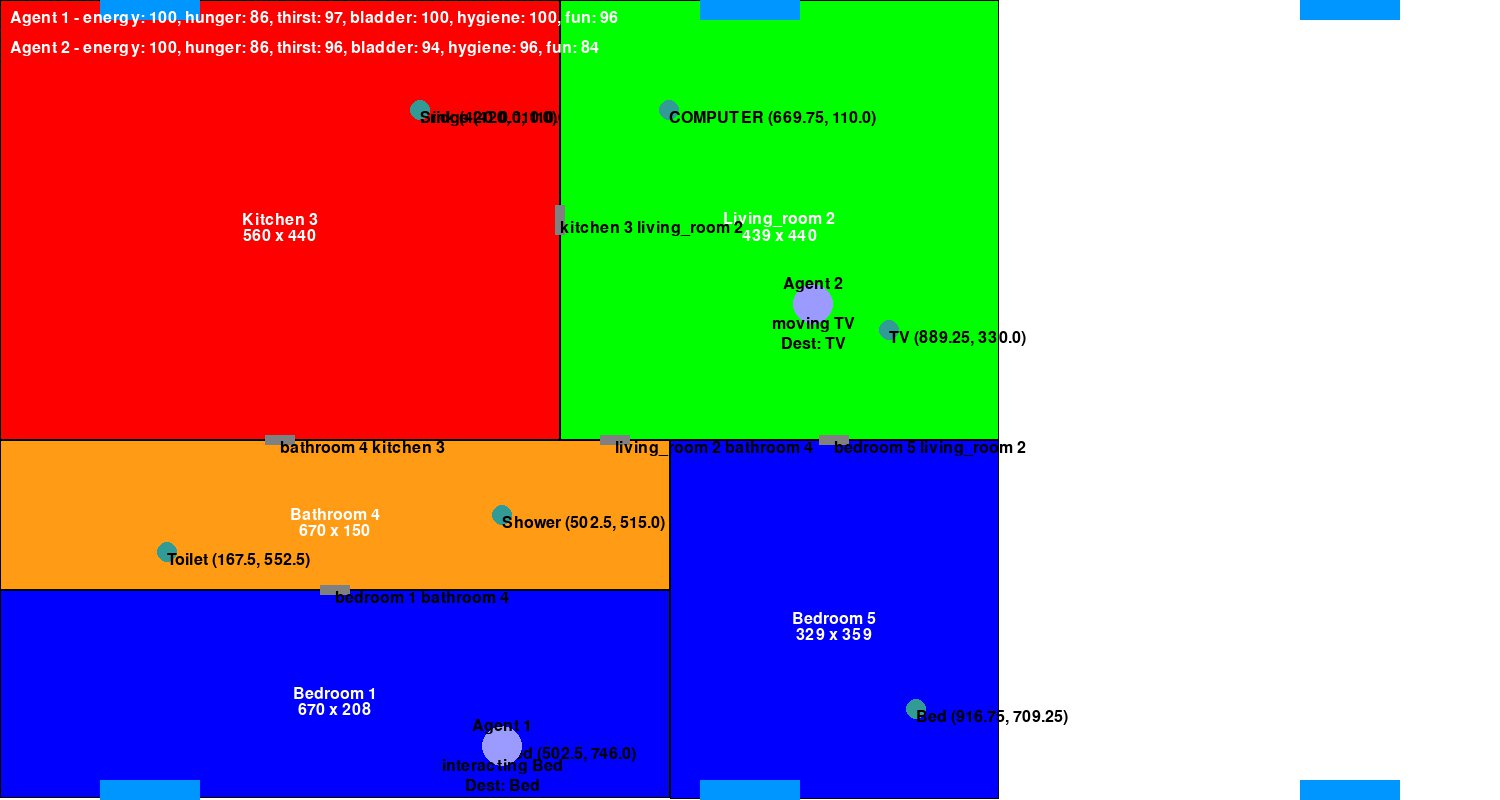 Agent 1 - energy: 100, hunger: 86, thirst: 97, bladder: 100, hygiene: 100, fun: 96
Agent 2 - energy: 100, hunger: 86, thirst: 96, bladder: 94, hygiene: 96, fun: 84
COMPUTER (669.75, 110.0)
Kitchen 3
560 x 440
Living_room 2
439 x 440
kitchen 3 living_room 2
Agent 2
moving TV
Dest: TV
TV (889.25, 330.0)
bathroom 4 kitchen 3
living_room 2 bathroom 4
bedroom 5 living_room 2
Bathroom 4
670 x 150
Shower (502.5, 515.0)
Toilet (167.5, 552.5)
bedroom 1 bathroom 4
Bedroom 5
329 x 359
Bedroom 1
670 x 208
Bed (916.75, 709.25)
Agent 1
(502.5, 746.0)
interacting Bed
Dest: Bed